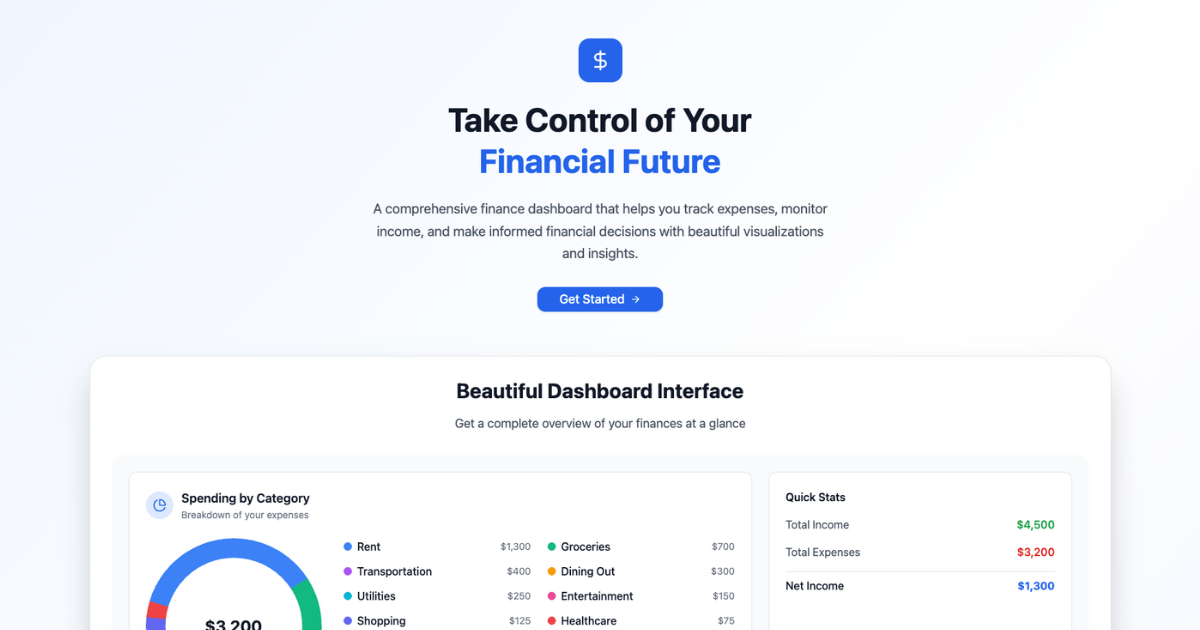 $
Take Control of Your
Financial Future
A comprehensive finance dashboard that helps you track expenses, monitor
income, and make informed financial decisions with beautiful visualizations
and insights.
Get Started →
Beautiful Dashboard Interface
Get a complete overview of your finances at a glance
Spending by Category
Breakdown of your expenses
$3,200
Rent $1,300
Transportation $400
Utilities $250
Shopping $125
Groceries $700
Dining Out $300
Entertainment $150
Healthcare $75
Quick Stats
Total Income $4,500
Total Expenses $3,200
Net Income $1,300